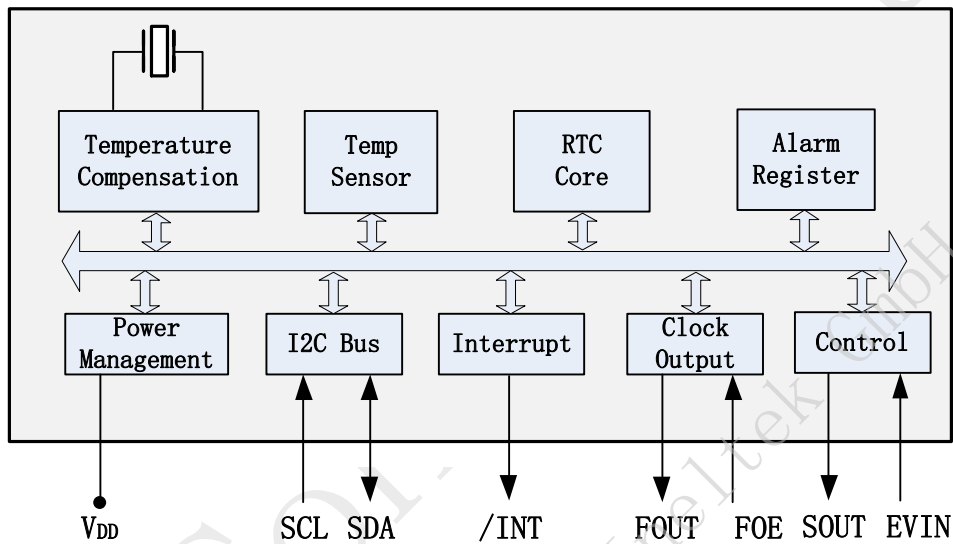 Temperature
Compensation
Temp
Sensor
RTC
Core
Alarm
Register
Power
Management
I2C Bus
Interrupt
Clock
Output
Control
VDD
SCL
SDA
/INT
FOUT
FOE
SOUT
EVIN
GmbH